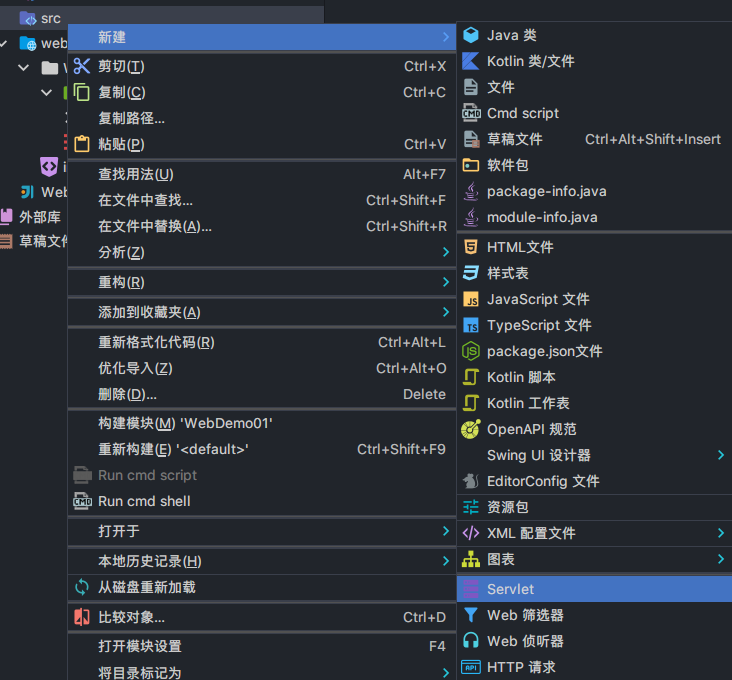 src
web
Web
外部库
草稿文件
新建
剪切(T) Ctrl+X
复制(C) Ctrl+C
复制路径...
粘贴(P) Ctrl+V
查找用法(U) Alt+F7
在文件中查找... Ctrl+Shift+F
在文件中替换(A)... Ctrl+Shift+R
分析(Z)
重构(R)
添加到收藏夹(A)
重新格式化代码(R) Ctrl+Alt+L
优化导入(Z) Ctrl+Alt+O
删除(D)... Delete
构建模块(M) 'WebDemo01'
重新构建(E) '<default>' Ctrl+Shift+F9
Run cmd script
CMD Run cmd shell
打开于
本地历史记录(H)
从磁盘重新加载
比较对象... Ctrl+D
打开模块设置 F4
将目录标记为
Java 类
Kotlin 类/文件
文件
CMD Cmd script
草稿文件 Ctrl+Alt+Shift+Insert
软件包
package-info.java
module-info.java
HTML文件
样式表
JS JavaScript 文件
TS TypeScript 文件
JS package.json文件
Kotlin 脚本
Kotlin 工作表
OpenAPI 规范
Swing UI 设计器
EditorConfig 文件
资源包
XML 配置文件
图表
Servlet
Web 筛选器
Web 侦听器
API HTTP 请求